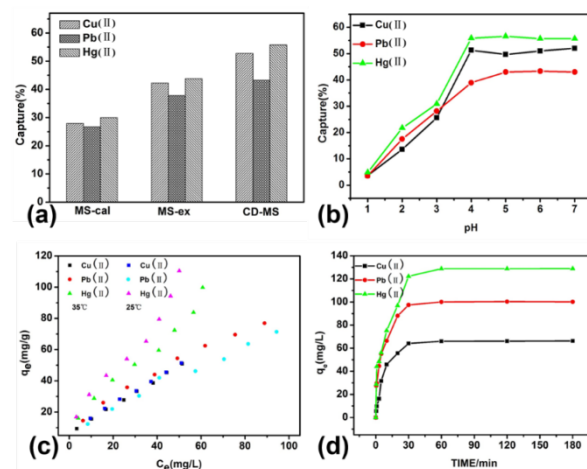 Cu(II)
Pb(II)
Hg(II)
Capture(%)
60
50
40
30
20
10
0
MS-cal
MS-ex
CD-MS
(a)
Cu(II)
Pb(II)
Hg(II)
Capture(%)
60
50
40
30
20
10
0
1 2 3 4 5 6 7
pH
(b)
Cu(II) Cu(II)
Pb(II) Pb(II)
Hg(II) Hg(II)
35℃ 25℃
qe(mg/g)
120
100
80
60
40
20
0
0 20 40 60 80 100
Ce(mg/L)
(c)
Cu(II)
Pb(II)
Hg(II)
qe(mg/L)
140
120
100
80
60
40
20
0
0 30 60 90 120 150 180
TIME/min
(d)